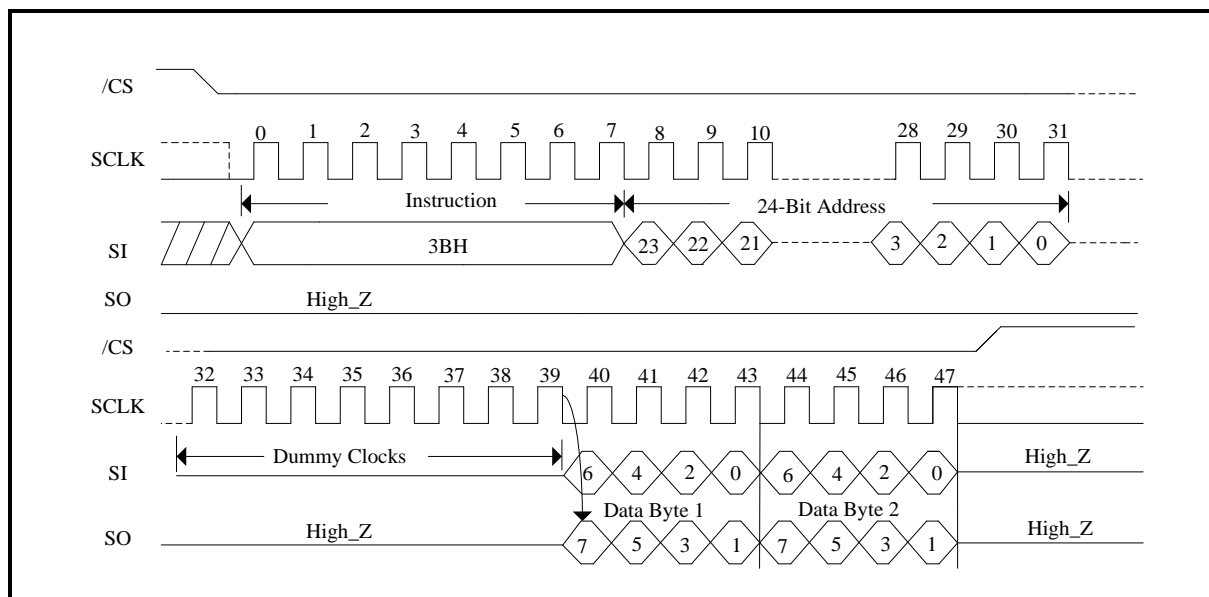 /CS
0 1 2 3 4 5 6 7 8 9 10 28 29 30 31
SCLK
Instruction 24-Bit Address
SI 3BH 23 22 21 3 2 1 0
SO High_Z
/CS
32 33 34 35 36 37 38 39 40 41 42 43 44 45 46 47
SCLK
Dummy Clocks
SI 6 4 2 0 6 4 2 0 High_Z
Data Byte 1 Data Byte 2
SO High_Z 7 5 3 1 7 5 3 1 High_Z